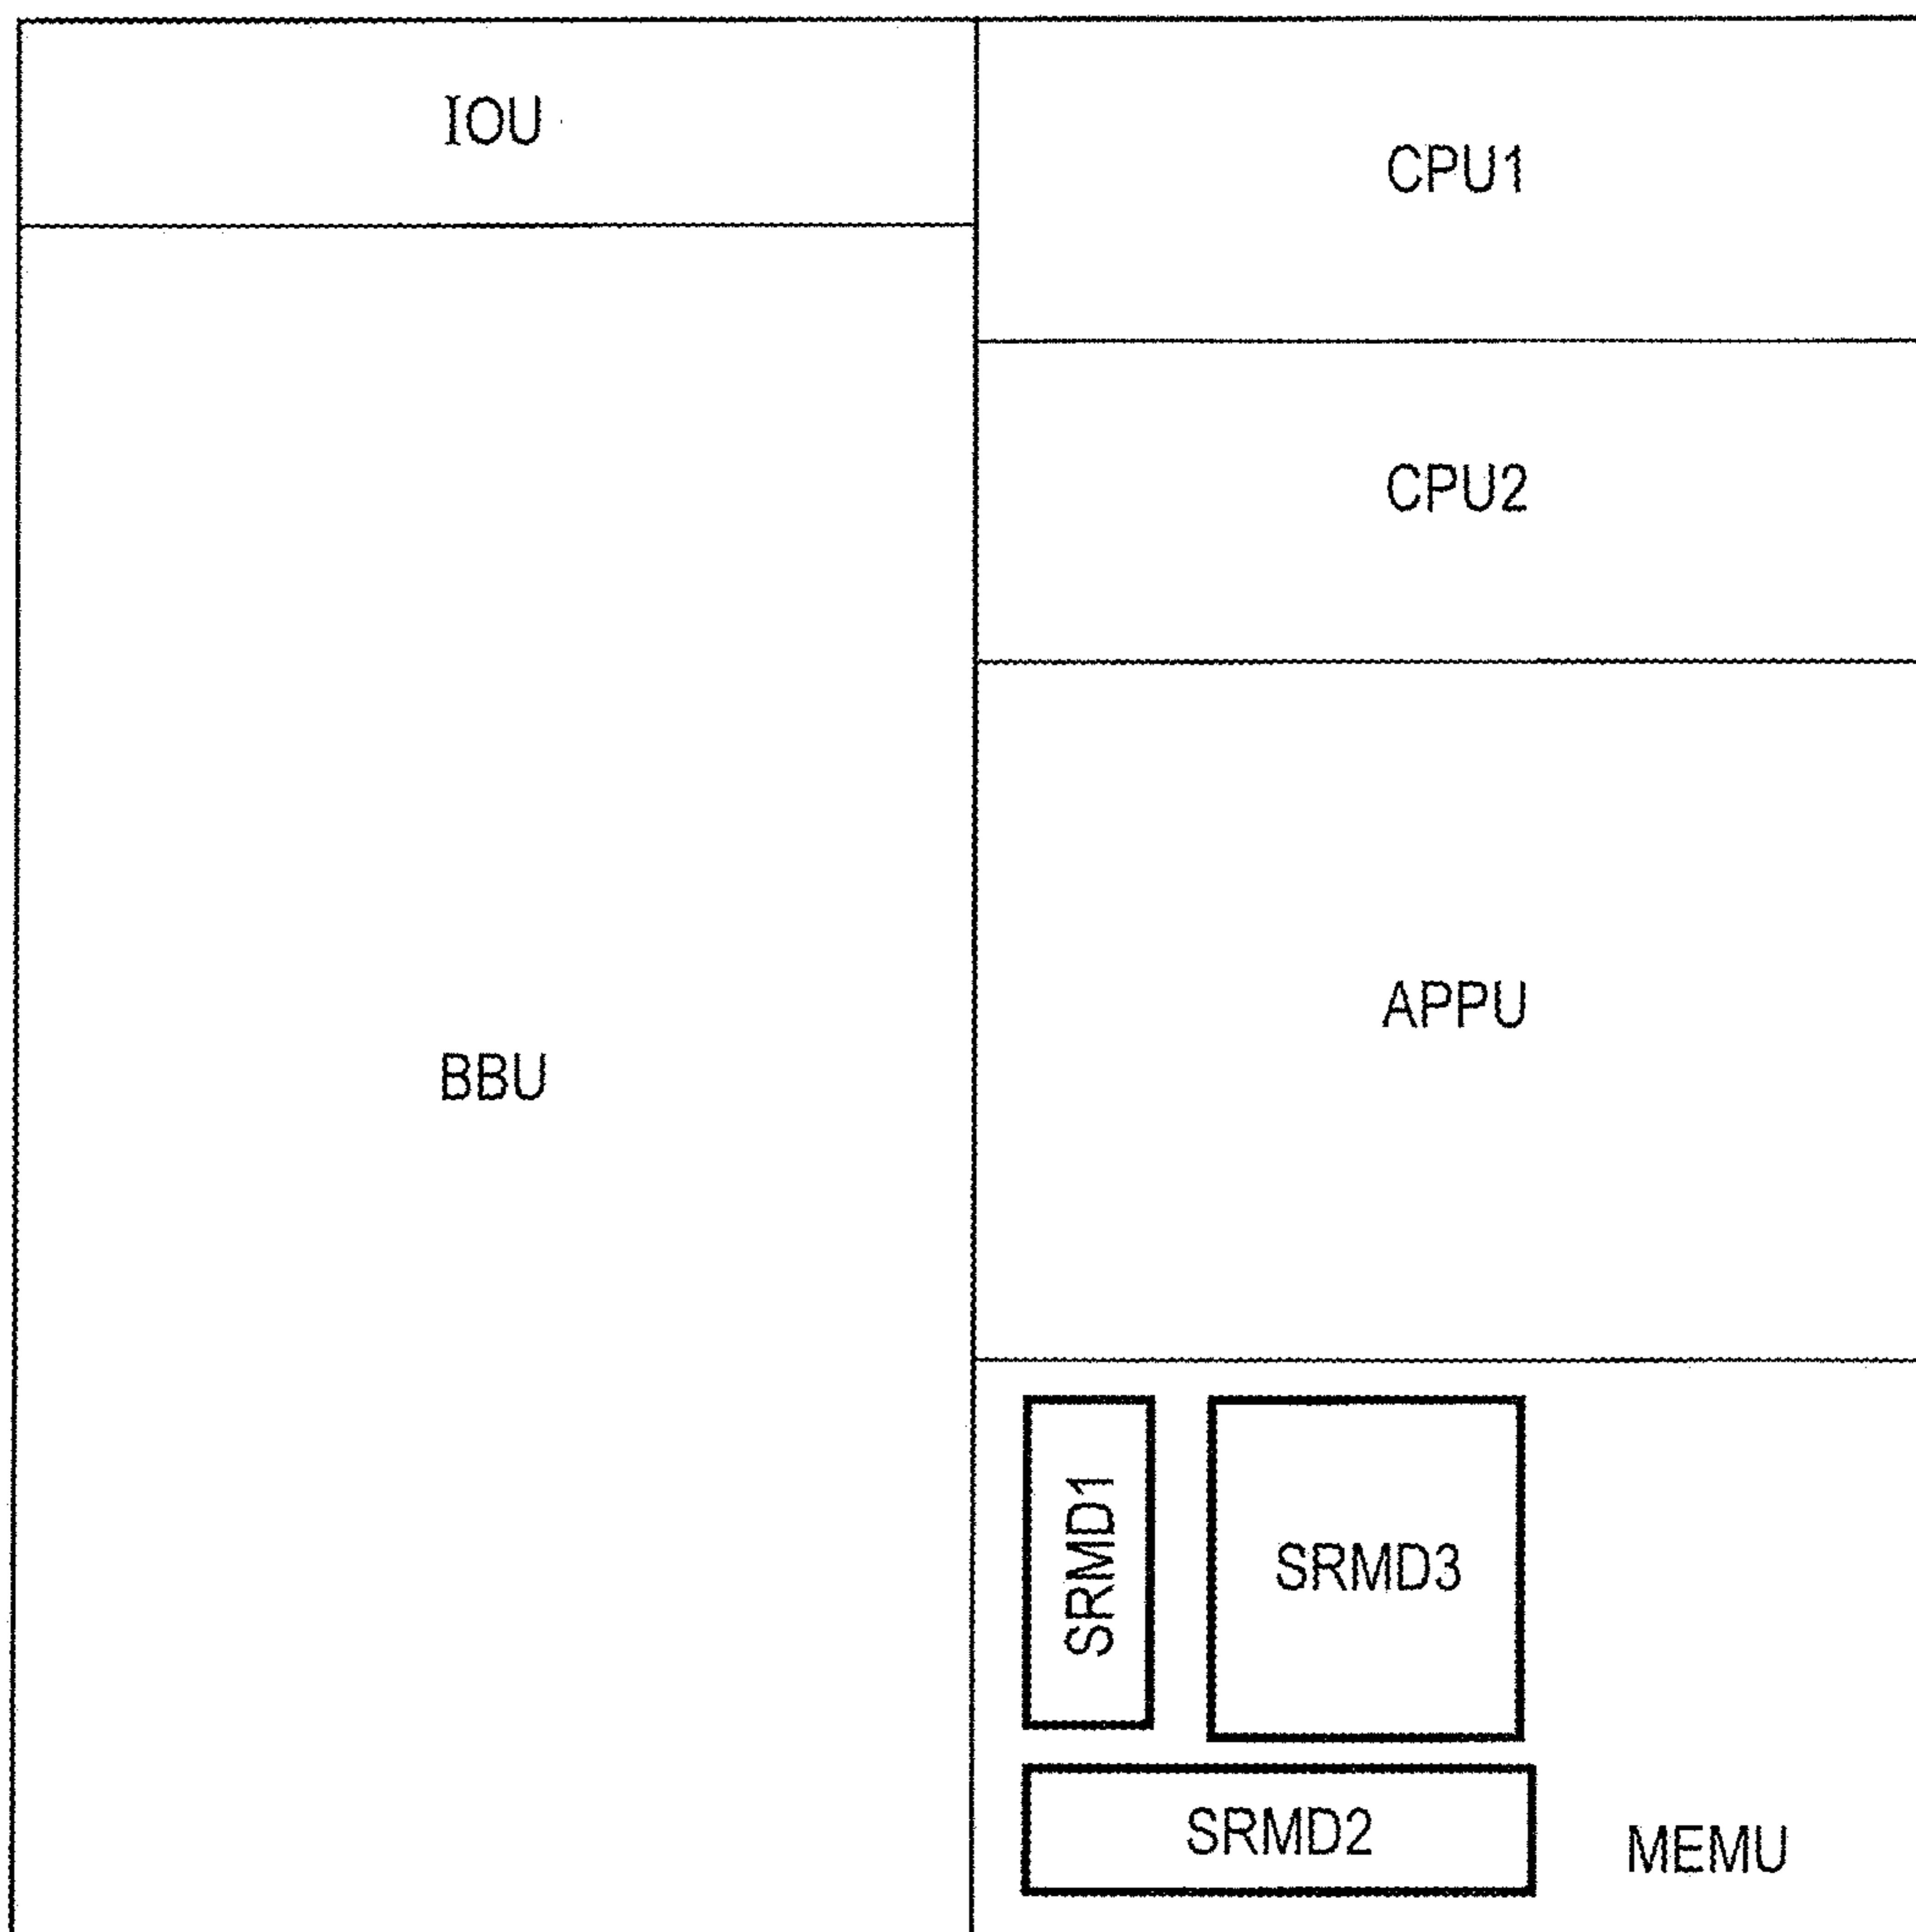 IOU
BBU
CPU1
CPU2
APPU
SRMD1
SRMD3
SRMD2
MEMU